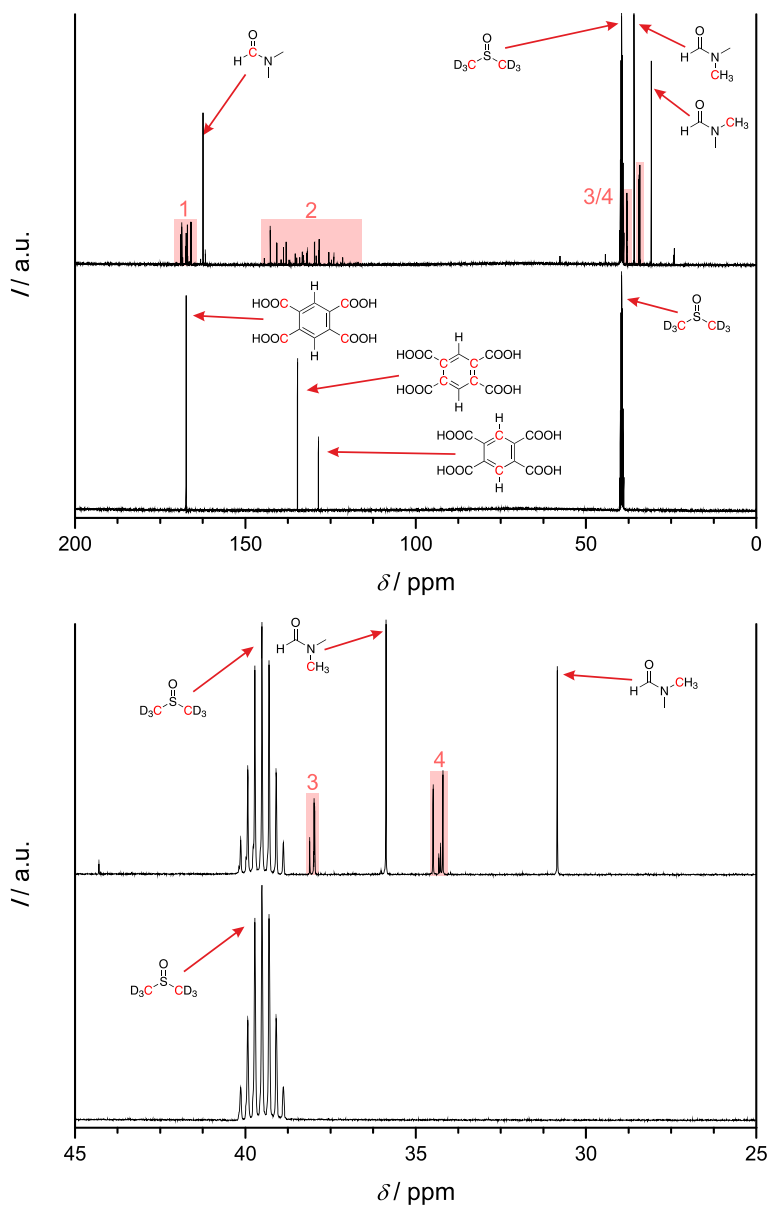 O
H C N
O
S
D3C CD3
O
H N
CH3
O
H N CH3
1
2
3/4
I / a.u.
H
HOOC COOH
HOOC COOH
H
H
HOOC C C COOH
HOOC C C COOH
H
H
C
HOOC COOH
HOOC COOH
C
H
O
S
D3C CD3
200 150 100 50 0
δ / ppm
O
H N
CH3
O
S
D3C CD3
O
H N CH3
3
4
I / a.u.
O
S
D3C CD3
45 40 35 30 25
δ / ppm